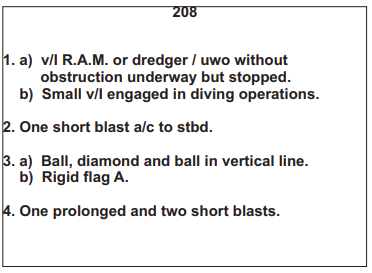 208
1. a) v/l R.A.M. or dredger / uwo without
obstruction underway but stopped.
b) Small v/l engaged in diving operations.
2. One short blast a/c to stbd.
3. a) Ball, diamond and ball in vertical line.
b) Rigid flag A.
4. One prolonged and two short blasts.